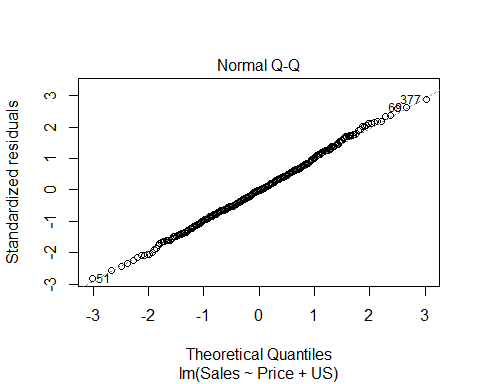 Normal Q-Q
Standardized residuals
3
2
1
0
-1
-2
-3
377
69
51
-3 -2 -1 0 1 2 3
Theoretical Quantiles
lm(Sales ~ Price + US)